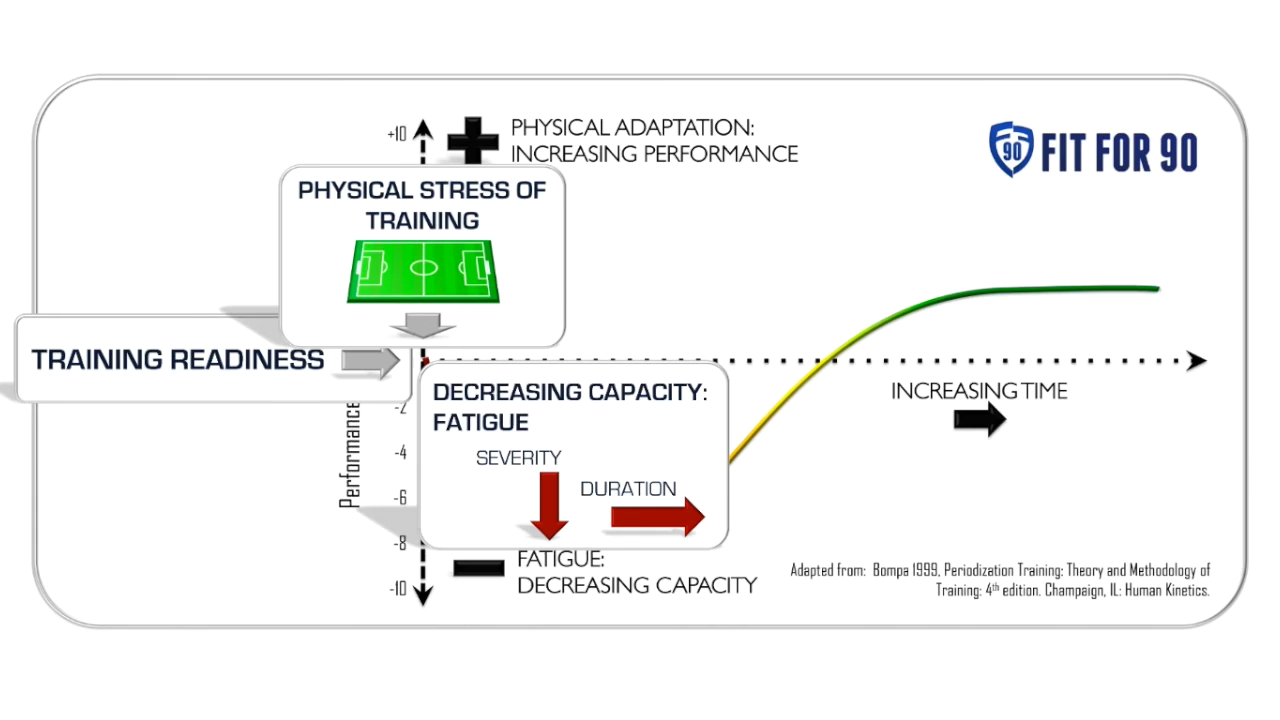 +10
PHYSICAL ADAPTATION:
INCREASING PERFORMANCE
90
FIT FOR 90
PHYSICAL STRESS OF
TRAINING
TRAINING READINESS
DECREASING CAPACITY:
FATIGUE
SEVERITY
DURATION
INCREASING TIME
Performance
-2
-4
-6
-8
-10
FATIGUE:
DECREASING CAPACITY
Adapted from: Bompa 1999, Periodization Training: Theory and Methodology of
Training: 4th edition. Champaign, IL: Human Kinetics.